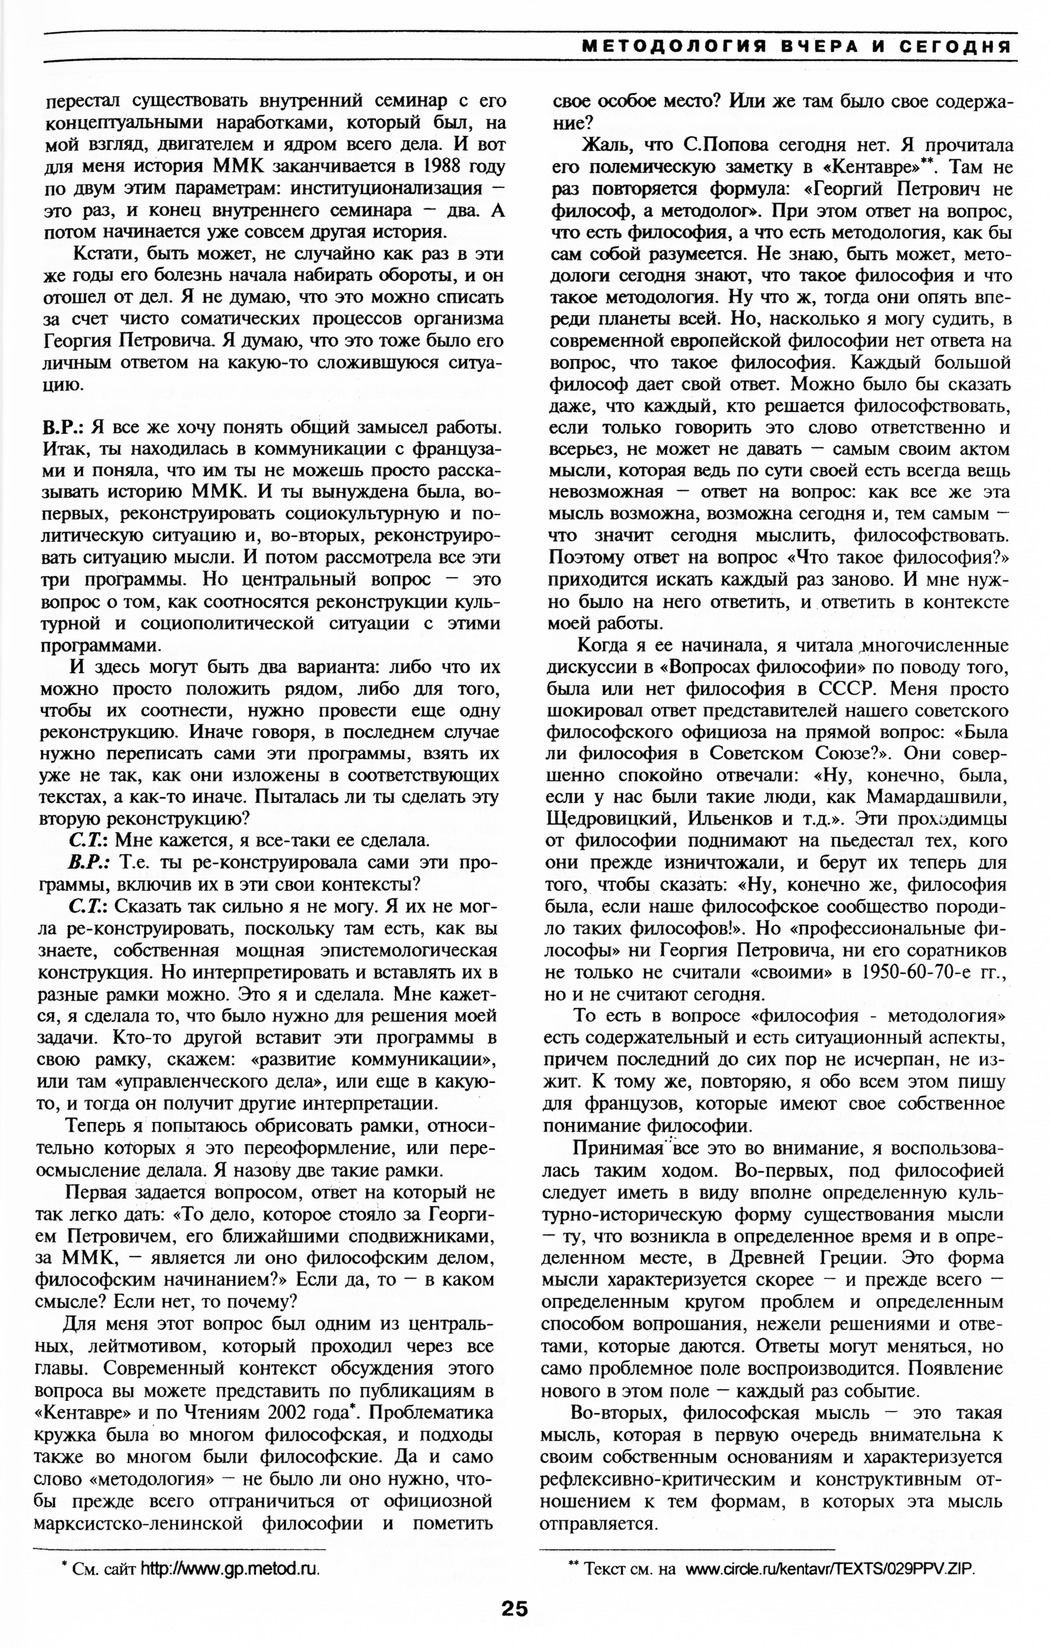 МЕТОДОЛОГИЯ ВЧЕРА И СЕГОДНЯ
перестал существовать внутренний семинар с его
концептуальными наработками, который был, на
мой взгляд, двигателем и ядром всего дела. И вот
для меня история ММК заканчивается в 1988 году
по двум этим параметрам: институционализация —
это раз, и конец внутреннего семинара — два. А
потом начинается уже совсем другая история.
Кстати, быть может, не случайно как раз в эти
же годы его болезнь начала набирать обороты, и он
отошел от дел. Я не думаю, что это можно списать
за счет чисто соматических процессов организма
Георгия Петровича. Я думаю, что это тоже было его
личным ответом на какую-то сложившуюся ситуа-
цию.
В.Р.: Я все же хочу понять общий замысел работы.
Итак, ты находилась в коммуникации с француза-
ми и поняла, что им ты не можешь просто расска-
зывать историю ММК. И ты вынуждена была, во-
первых, реконструировать социокультурную и по-
литическую ситуацию и, во-вторых, реконструиро-
вать ситуацию мысли. И потом рассмотрела все эти
три программы. Но центральный вопрос — это
вопрос о том, как соотносятся реконструкции куль-
турной и социополитической ситуации с этими
программами.
И здесь могут быть два варианта: либо что их
можно просто положить рядом, либо для того,
чтобы их соотнести, нужно провести еще одну
реконструкцию. Иначе говоря, в последнем случае
нужно переписать сами эти программы, взять их
уже не так, как они изложены в соответствующих
текстах, а как-то иначе. Пыталась ли ты сделать эту
вторую реконструкцию?
С.Т.: Мне кажется, я все-таки ее сделала.
В.Р.: Т.е. ты ре-конструировала сами эти про-
граммы, включив их в эти свои контексты?
С.Т.: Сказать так сильно я не могу. Я их не мог-
ла ре-конструировать, поскольку там есть, как вы
знаете, собственная мощная эпистемологическая
конструкция. Но интерпретировать и вставлять их в
разные рамки можно. Это я и сделала. Мне кажет-
ся, я сделала то, что было нужно для решения моей
задачи. Кто-то другой вставит эти программы в
свою рамку, скажем: «развитие коммуникации»,
или там «управленческого дела», или еще в какую-
то, и тогда он получит другие интерпретации.
Теперь я попытаюсь обрисовать рамки, относи-
тельно которых я это переоформление, или пере-
осмысление делала. Я назову две такие рамки.
Первая задается вопросом, ответ на который не
так легко дать: «То дело, которое стояло за Георги-
ем Петровичем, его ближайшими сподвижниками,
за ММК, — является ли оно философским делом,
философским начинанием?» Если да, то — в каком
смысле? Если нет, то почему?
Для меня этот вопрос был одним из централь-
ных, лейтмотивом, который проходил через все
главы. Современный контекст обсуждения этого
вопроса вы можете представить по публикациям в
«Кентавре» и по Чтениям 2002 года*. Проблематика
кружка была во многом философская, и подходы
также во многом были философские. Да и само
слово «методология» — не было ли оно нужно, что-
бы прежде всего отграничиться от официозной
марксистско-ленинской философии и пометить
* См. сайт http://www.gp.metod.ru.
свое особое место? Или же там было свое содержа-
ние?
Жаль, что С.Попова сегодня нет. Я прочитала
его полемическую заметку в «Кентавре»**. Там не
раз повторяется формула: «Георгий Петрович не
философ, а методолог». При этом ответ на вопрос,
что есть философия, а что есть методология, как бы
сам собой разумеется. Не знаю, быть может, мето-
дологи сегодня знают, что такое философия и что
такое методология. Ну что ж, тогда они опять впе-
реди планеты всей. Но, насколько я могу судить, в
современной европейской философии нет ответа на
вопрос, что такое философия. Каждый большой
философ дает свой ответ. Можно было бы сказать
даже, что каждый, кто решается философствовать,
если только говорить это слово ответственно и
всерьез, не может не давать — самым своим актом
мысли, которая ведь по сути своей есть всегда вещь
невозможная — ответ на вопрос: как все же эта
мысль возможна, возможна сегодня и, тем самым —
что значит сегодня мыслить, философствовать.
Поэтому ответ на вопрос «Что такое философия?»
приходится искать каждый раз заново. И мне нуж-
но было на него ответить, и ответить в контексте
моей работы.
Когда я ее начинала, я читала многочисленные
дискуссии в «Вопросах философии» по поводу того,
была или нет философия в СССР. Меня просто
шокировал ответ представителей нашего советского
философского официоза на прямой вопрос: «Была
ли философия в Советском Союзе?». Они совер-
шенно спокойно отвечали: «Ну, конечно, была,
если у нас были такие люди, как Мамардашвили,
Щедровицкий, Ильенков и т.д.». Эти проходимцы
от философии поднимают на пьедестал тех, кого
они прежде изничтожали, и берут их теперь для
того, чтобы сказать: «Ну, конечно же, философия
была, если наше философское сообщество породи-
ло таких философов!». Но «профессиональные фи-
лософы» ни Георгия Петровича, ни его соратников
не только не считали «своими» в 1950-60-70-е гг.,
но и не считают сегодня.
То есть в вопросе «философия - методология»
есть содержательный и есть ситуационный аспекты,
причем последний до сих пор не исчерпан, не из-
жит. К тому же, повторяю, я обо всем этом пишу
для французов, которые имеют свое собственное
понимание философии.
Принимая все это во внимание, я воспользова-
лась таким ходом. Во-первых, под философией
следует иметь в виду вполне определенную куль-
турно-историческую форму существования мысли
— ту, что возникла в определенное время и в опре-
деленном месте, в Древней Греции. Это форма
мысли характеризуется скорее — и прежде всего —
определенным кругом проблем и определенным
способом вопрошания, нежели решениями и отве-
тами, которые даются. Ответы могут меняться, но
само проблемное поле воспроизводится. Появление
нового в этом поле — каждый раз событие.
Во-вторых, философская мысль — это такая
мысль, которая в первую очередь внимательна к
своим собственным основаниям и характеризуется
рефлексивно-критическим и конструктивным от-
ношением к тем формам, в которых эта мысль
отправляется.
** Текст см. на www.circle.ru/kentavr/TEXTS/029PPV.ZIP.
25